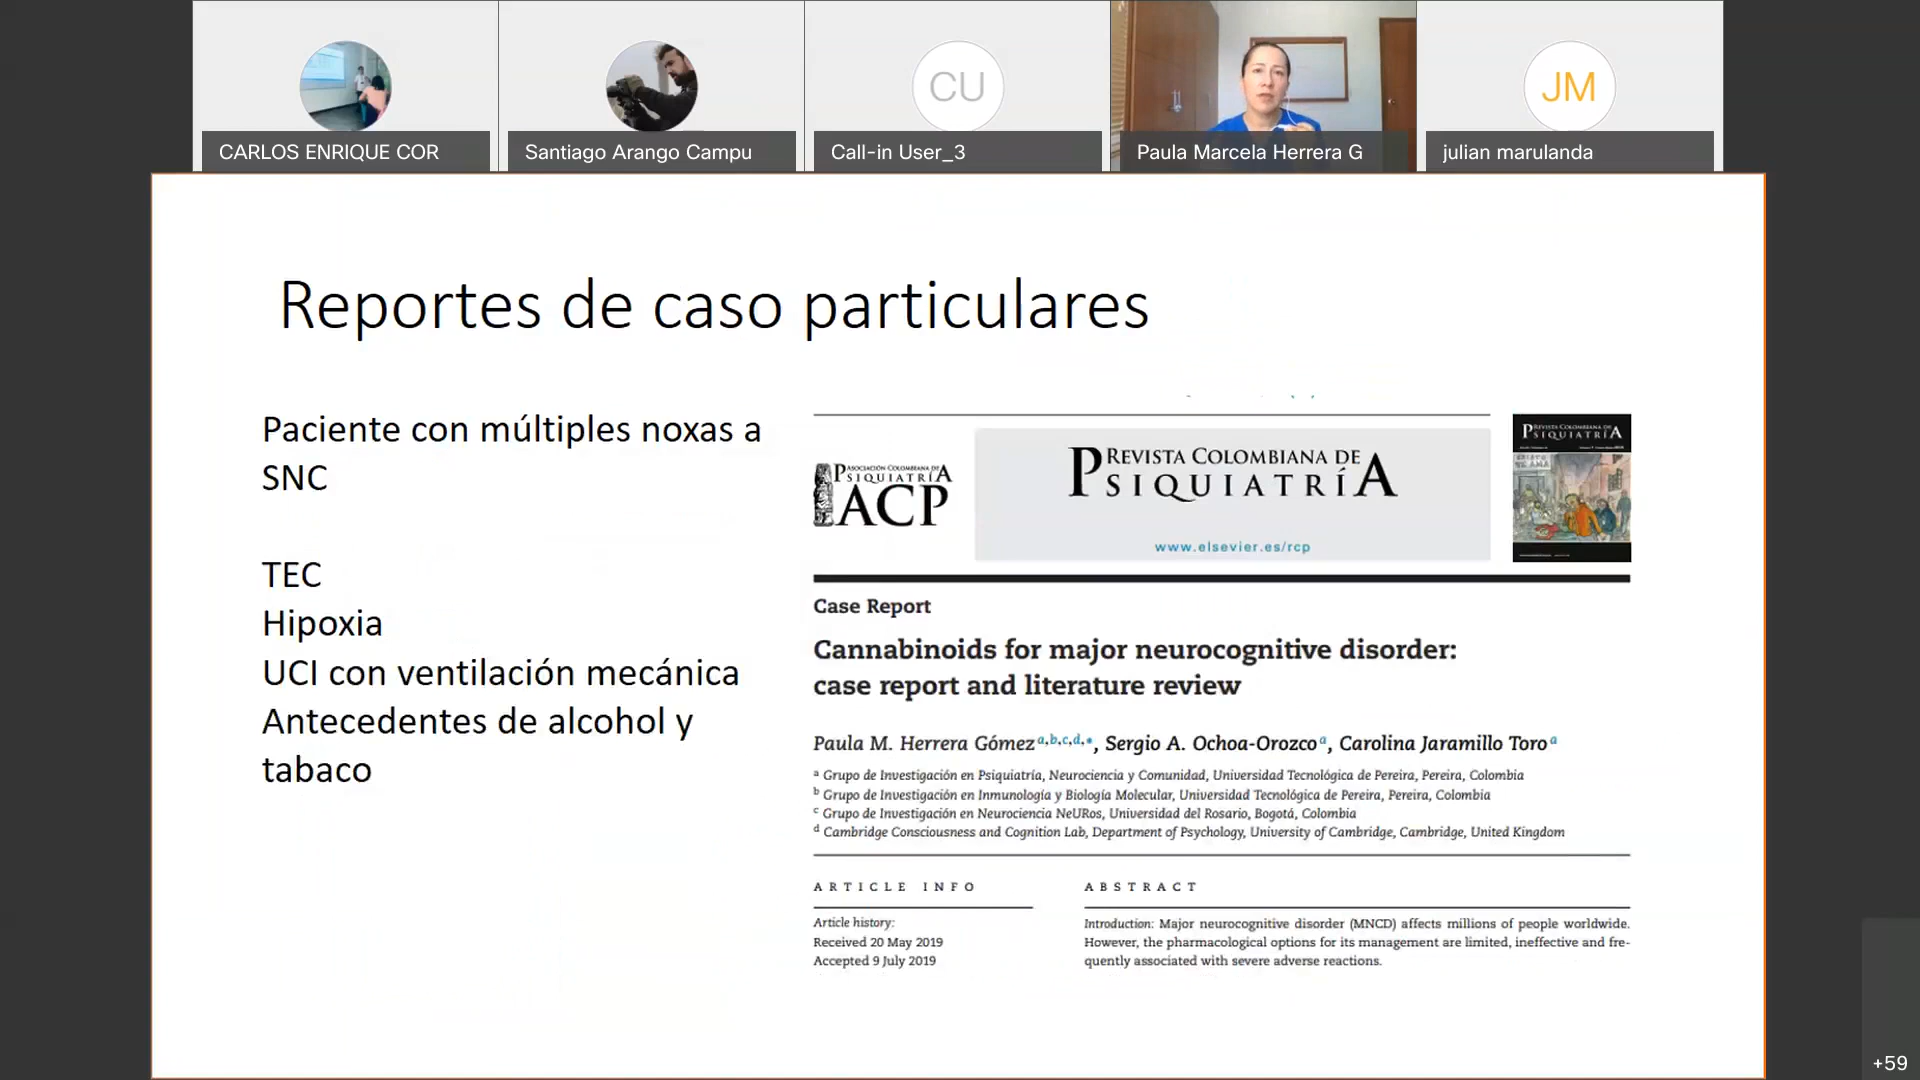 CARLOS ENRIQUE COR
Santiago Arango Campu
CU
Call-in User_3
Paula Marcela Herrera G
JM
julian marulanda
Reportes de caso particulares
Paciente con múltiples noxas a
SNC
TEC
Hipoxia
UCI con ventilación mecánica
Antecedentes de alcohol y
tabaco
ASOCIACIÓN COLOMBIANA DE
PSIQUIATRÍA
ACP
REVISTA COLOMBIANA DE
PSIQUIATRÍA
www.elsevier.es/rcp
REVISTA COLOMBIANA DE
PSIQUIATRÍA
Case Report
Cannabinoids for major neurocognitive disorder:
case report and literature review
Paula M. Herrera Gómez a,b,c,d,*, Sergio A. Ochoa-Orozco a, Carolina Jaramillo Toro a
a Grupo de Investigación en Psiquiatría, Neurociencia y Comunidad, Universidad Tecnológica de Pereira, Pereira, Colombia
b Grupo de Investigación en Inmunología y Biología Molecular, Universidad Tecnológica de Pereira, Pereira, Colombia
c Grupo de Investigación en Neurociencia NeURos, Universidad del Rosario, Bogotá, Colombia
d Cambridge Consciousness and Cognition Lab, Department of Psychology, University of Cambridge, Cambridge, United Kingdom
ARTICLE INFO
Article history:
Received 20 May 2019
Accepted 9 July 2019
ABSTRACT
Introduction: Major neurocognitive disorder (MNCD) affects millions of people worldwide.
However, the pharmacological options for its management are limited, ineffective and fre-
quently associated with severe adverse reactions.
+59